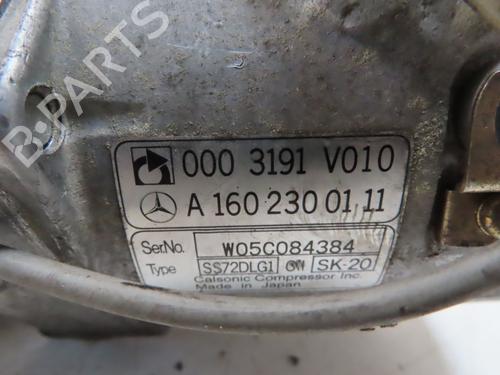 B-PARTS
000 3191 V010
A 160 230 01 11
Ser.No. W05C084384
Type SS72DLG1 SK-20
Calsonic Compressor Inc.
Made in Japan